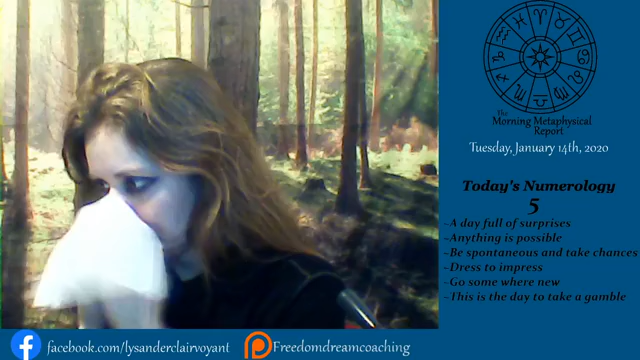 The
Morning Metaphysical
Report
Tuesday, January 14th, 2020
Today's Numerology
5
~A day full of surprises
~Anything is possible
~Be spontaneous and take chances
~Dress to impress
~Go some where new
~This is the day to take a gamble
facebook.com/lysanderclairvoyant
Freedomdreamcoaching